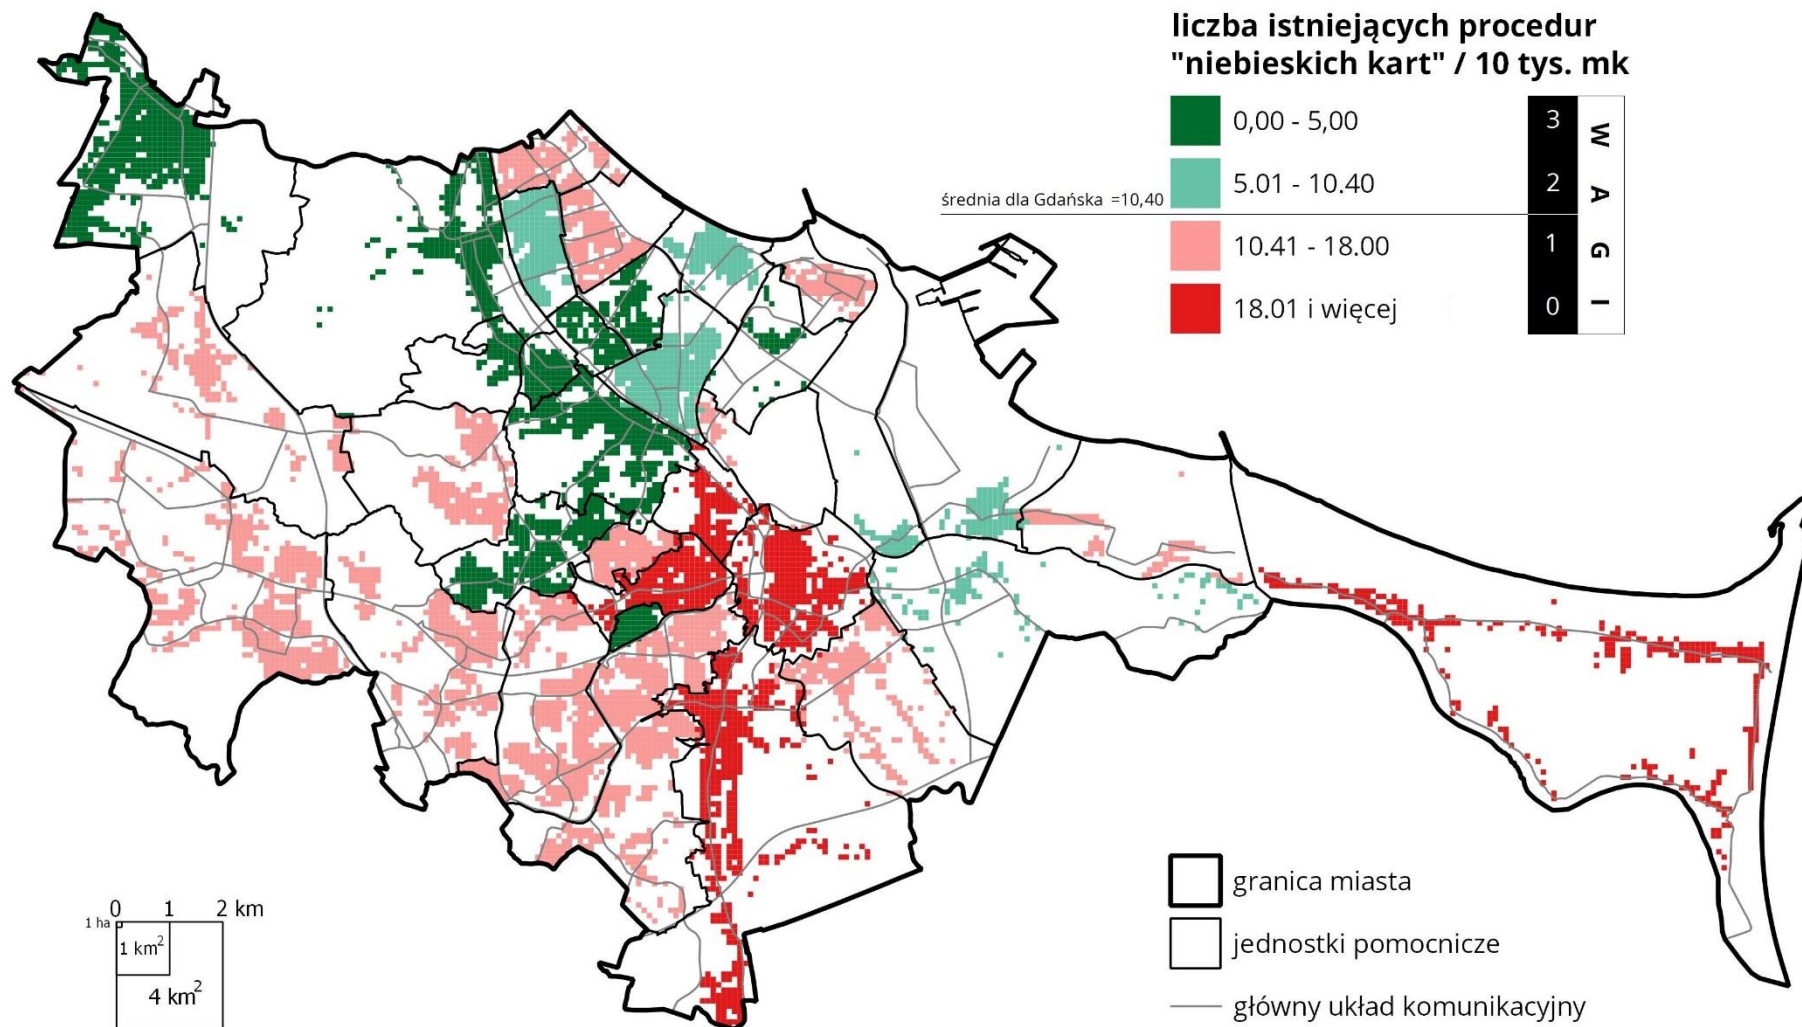 liczba istniejących procedur
"niebieskich kart" / 10 tys. mk
0,00 - 5,00
5.01 - 10.40
średnia dla Gdańska =10,40
10.41 - 18.00
18.01 i więcej
3
2
1
0
W A G I
granica miasta
jednostki pomocnicze
główny układ komunikacyjny
0 1 2 km
1 ha
1 km²
4 km²